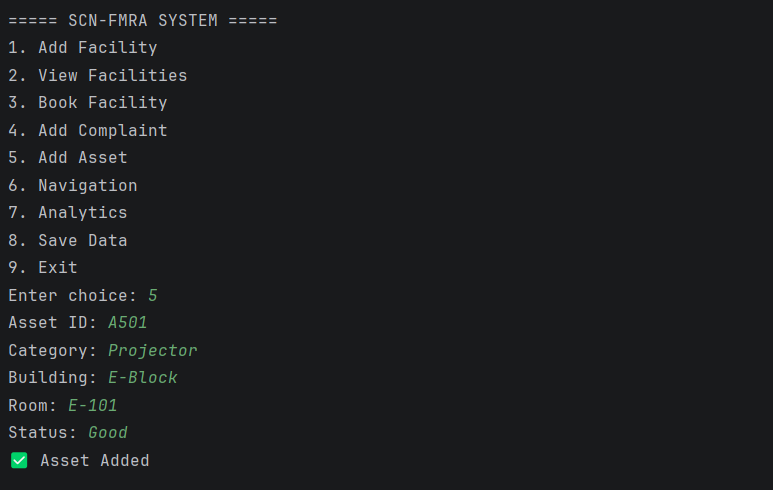 ===== SCN-FMRA SYSTEM =====
1. Add Facility
2. View Facilities
3. Book Facility
4. Add Complaint
5. Add Asset
6. Navigation
7. Analytics
8. Save Data
9. Exit
Enter choice: 5
Asset ID: A501
Category: Projector
Building: E-Block
Room: E-101
Status: Good
✅ Asset Added